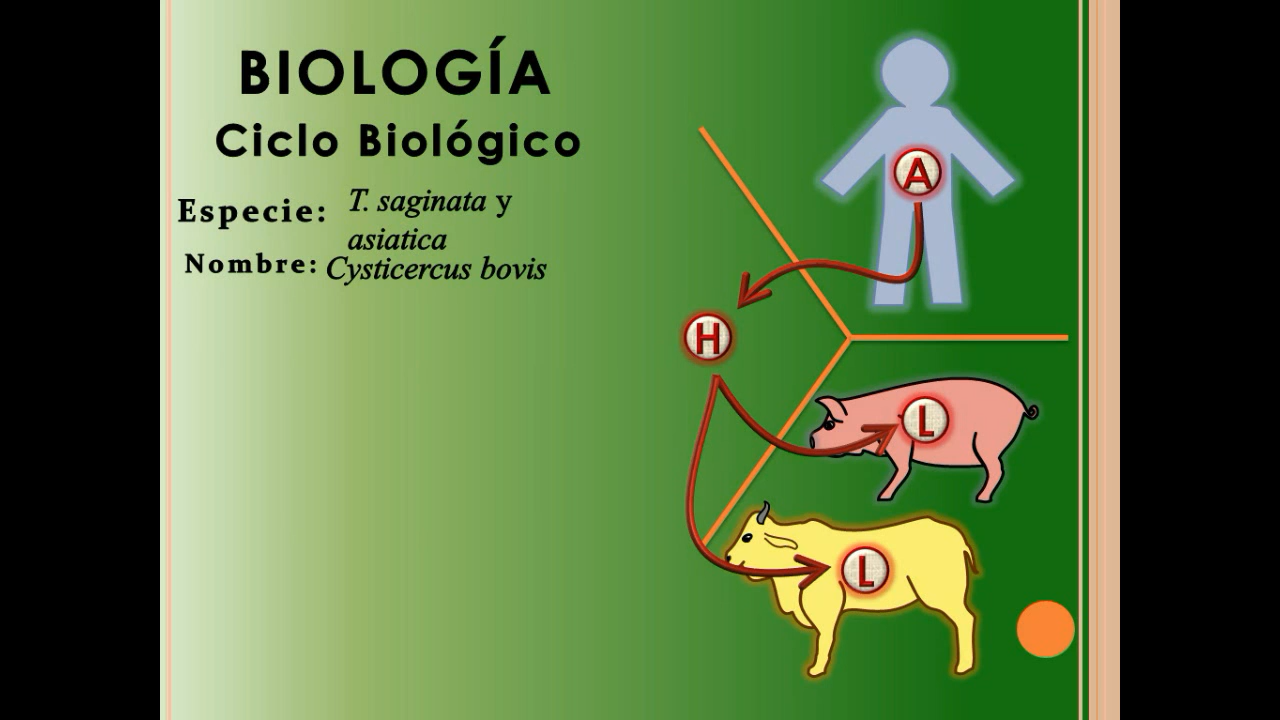 BIOLOGÍA
Ciclo Biológico
Especie: T. saginata y
asiatica
Nombre: Cysticercus bovis
A
H
L
L